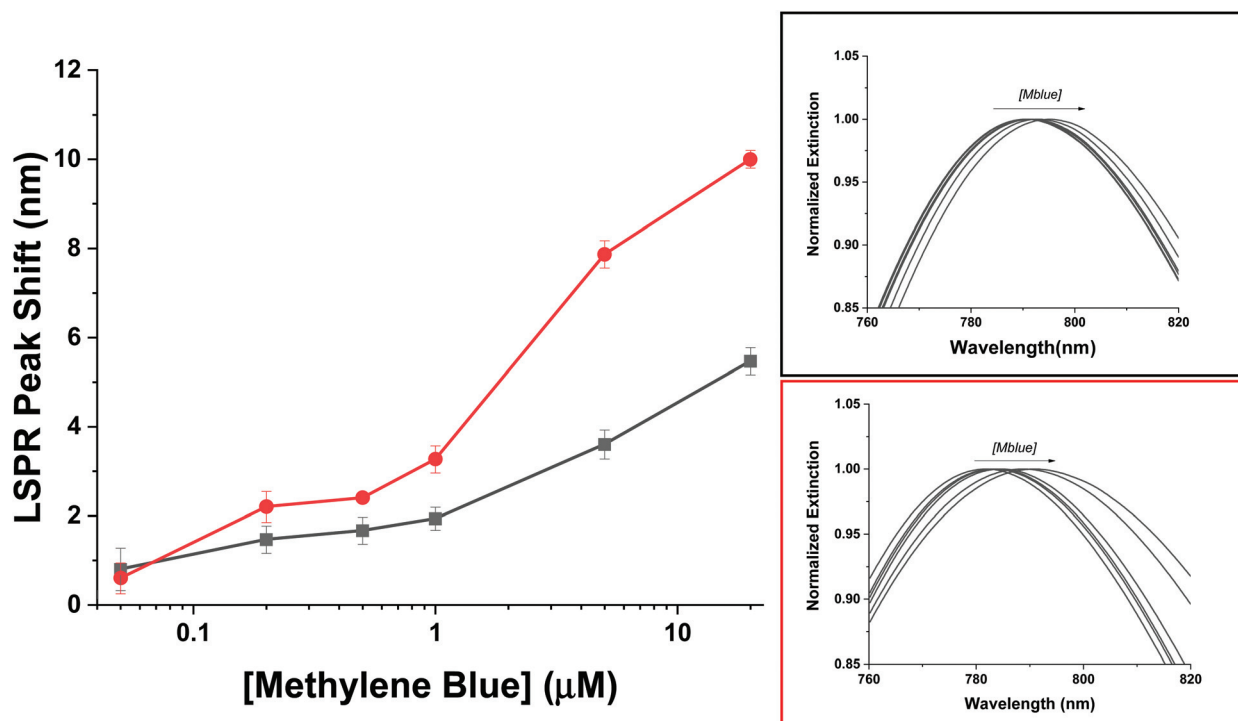 LSPR Peak Shift (nm)
12
10
8
6
4
2
0
0.1 1 10
[Methylene Blue] (μM)
Normalized Extinction
1.05
1.00
0.95
0.90
0.85
[Mblue]
760 780 800 820
Wavelength(nm)
Normalized Extinction
1.05
1.00
0.95
0.90
0.85
[Mblue]
760 780 800 820
Wavelength (nm)